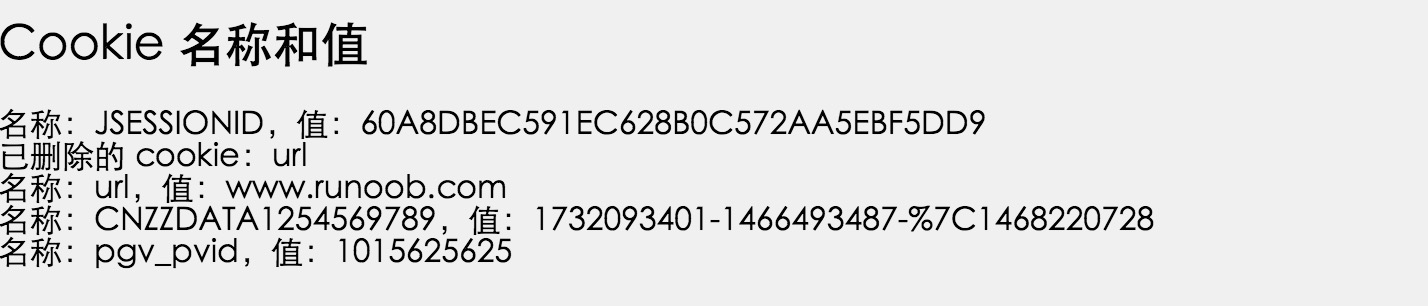 Cookie 名称和值
名称：JSESSIONID，值：60A8DBEC591EC628B0C572AA5EBF5DD9
已删除的 cookie：url
名称：url，值：www.runoob.com
名称：CNZZDATA1254569789，值：1732093401-1466493487-%7C1468220728
名称：pgv_pvid，值：1015625625